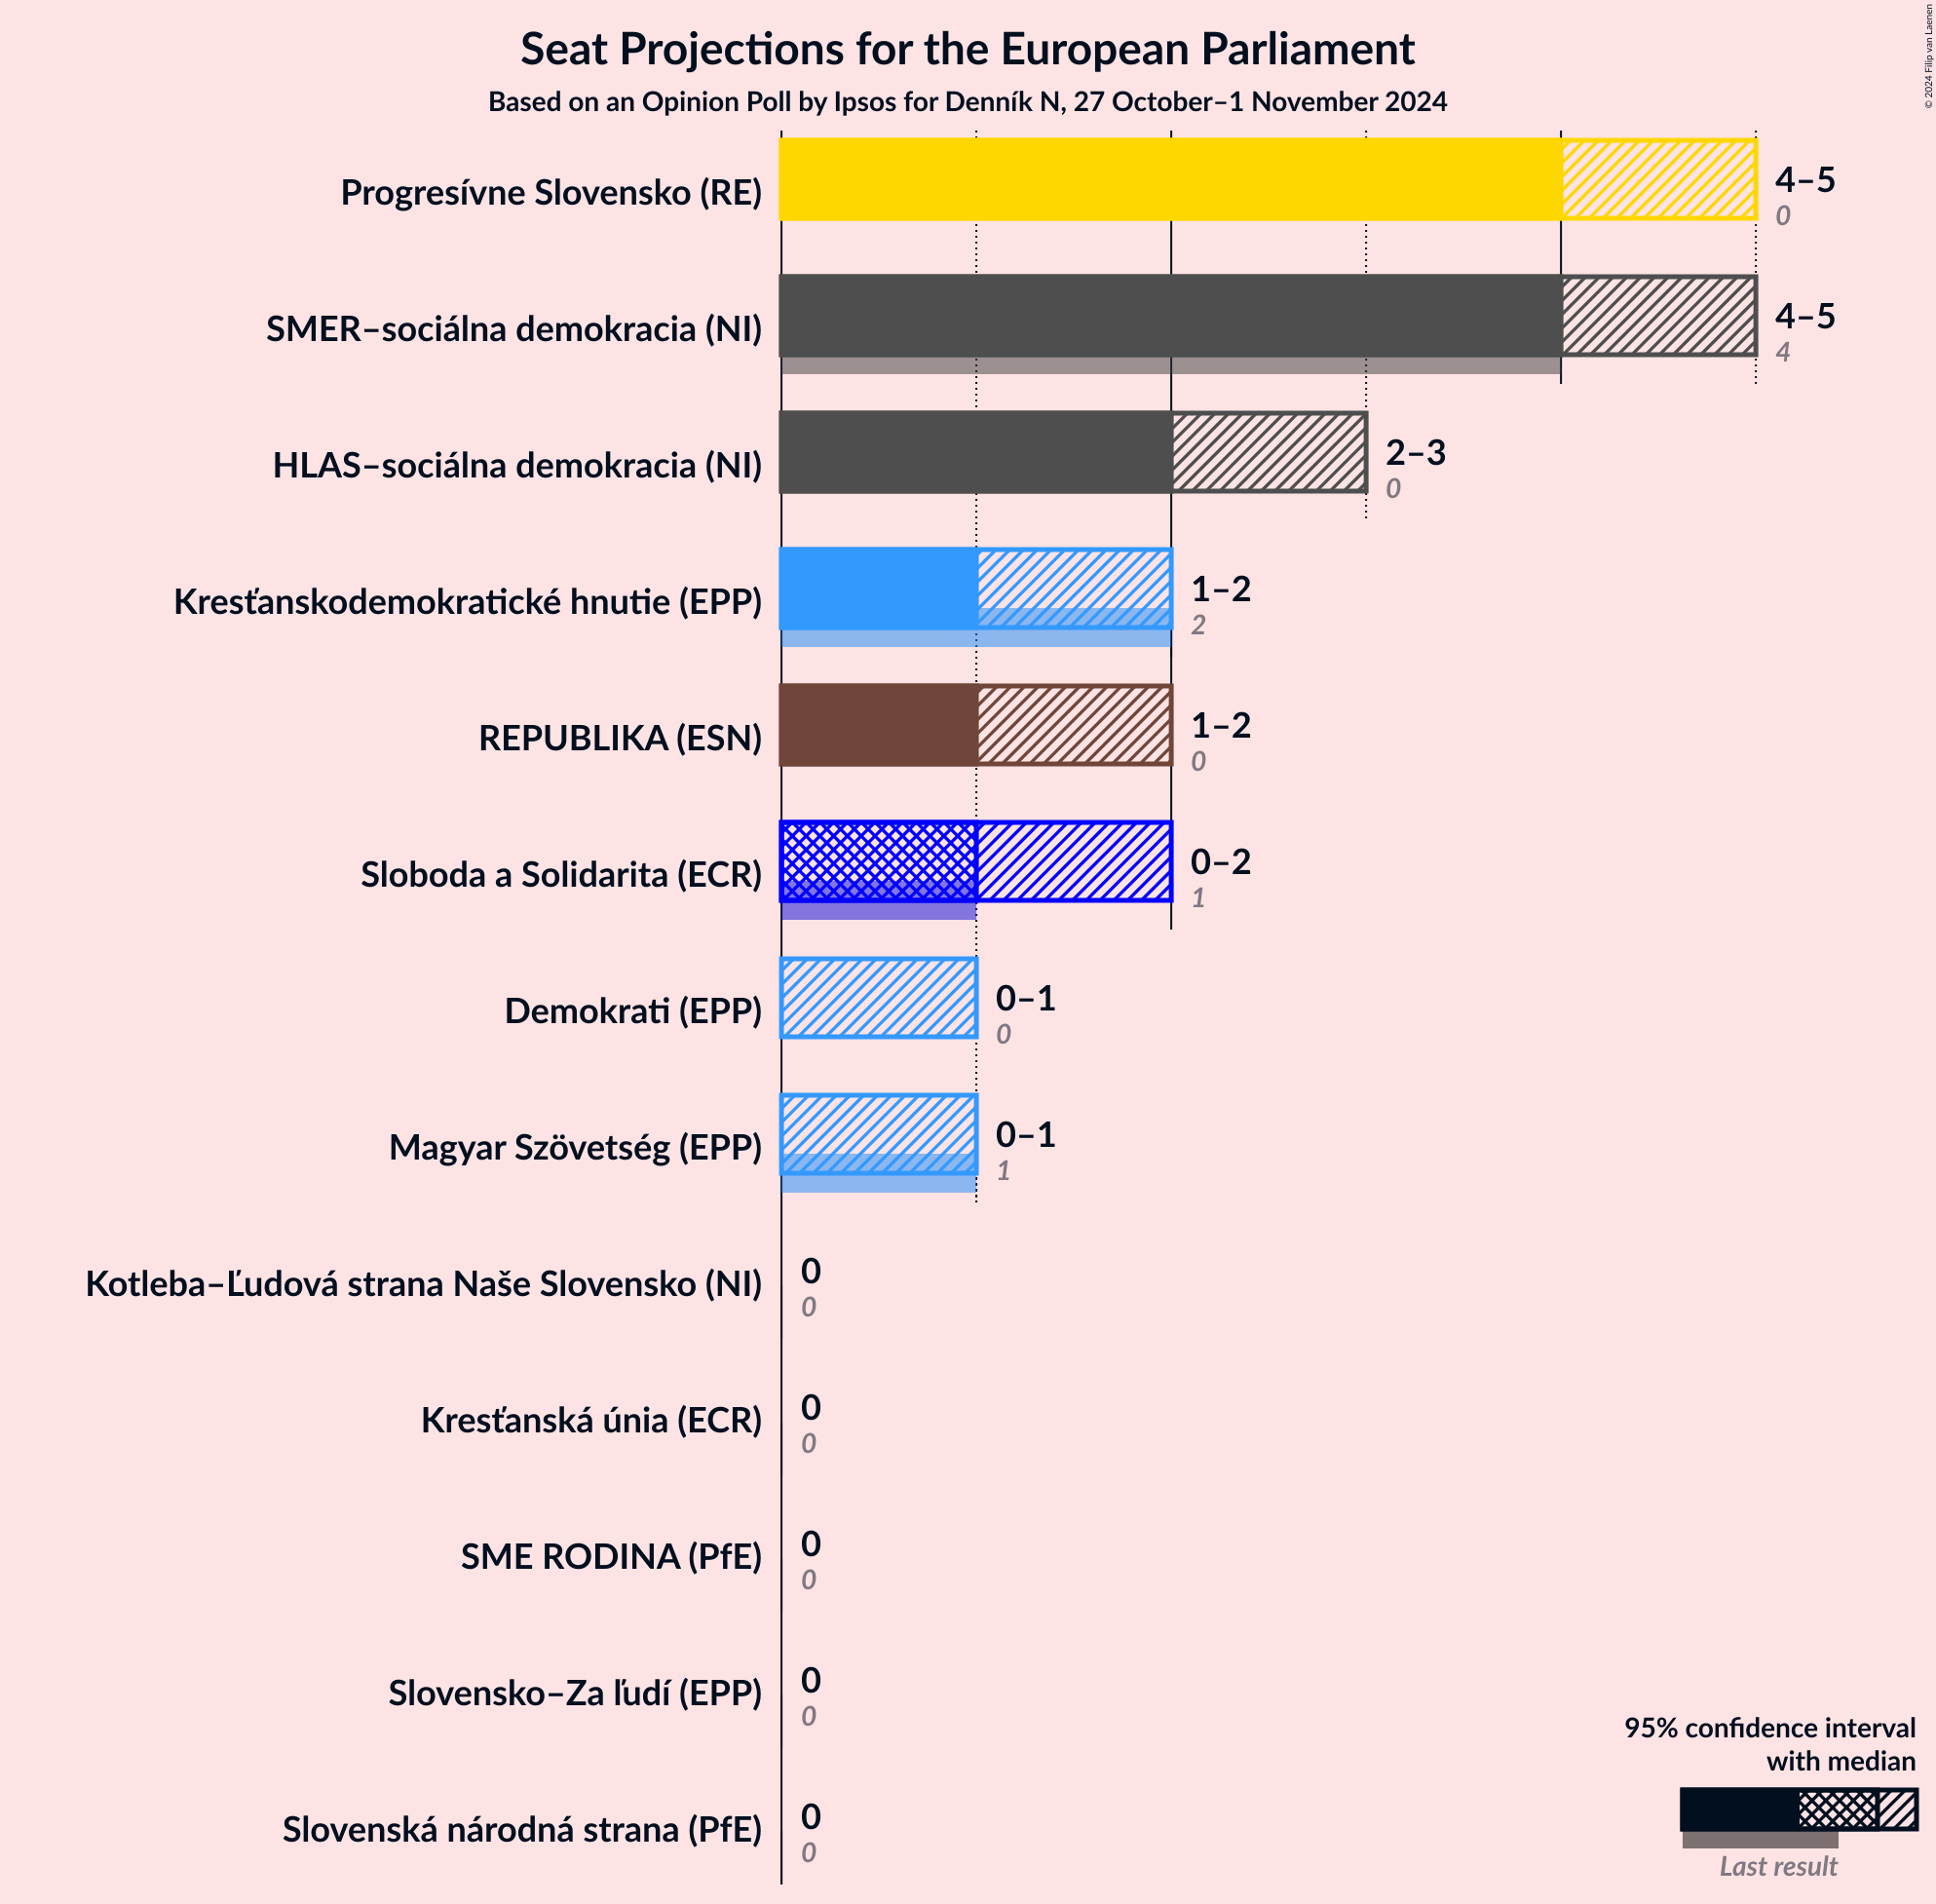 Seat Projections for the European Parliament
Based on an Opinion Poll by Ipsos for Denník N, 27 October–1 November 2024
© 2024 Filip van Laenen
Progresívne Slovensko (RE)
4–5
0
SMER–sociálna demokracia (NI)
4–5
4
HLAS–sociálna demokracia (NI)
2–3
0
Kresťanskodemokratické hnutie (EPP)
1–2
2
REPUBLIKA (ESN)
1–2
0
Sloboda a Solidarita (ECR)
0–2
1
Demokrati (EPP)
0–1
0
Magyar Szövetség (EPP)
0–1
1
Kotleba–Ľudová strana Naše Slovensko (NI)
0
0
Kresťanská únia (ECR)
0
0
SME RODINA (PfE)
0
0
Slovensko–Za ľudí (EPP)
0
0
Slovenská národná strana (PfE)
0
0
95% confidence interval
with median
Last result